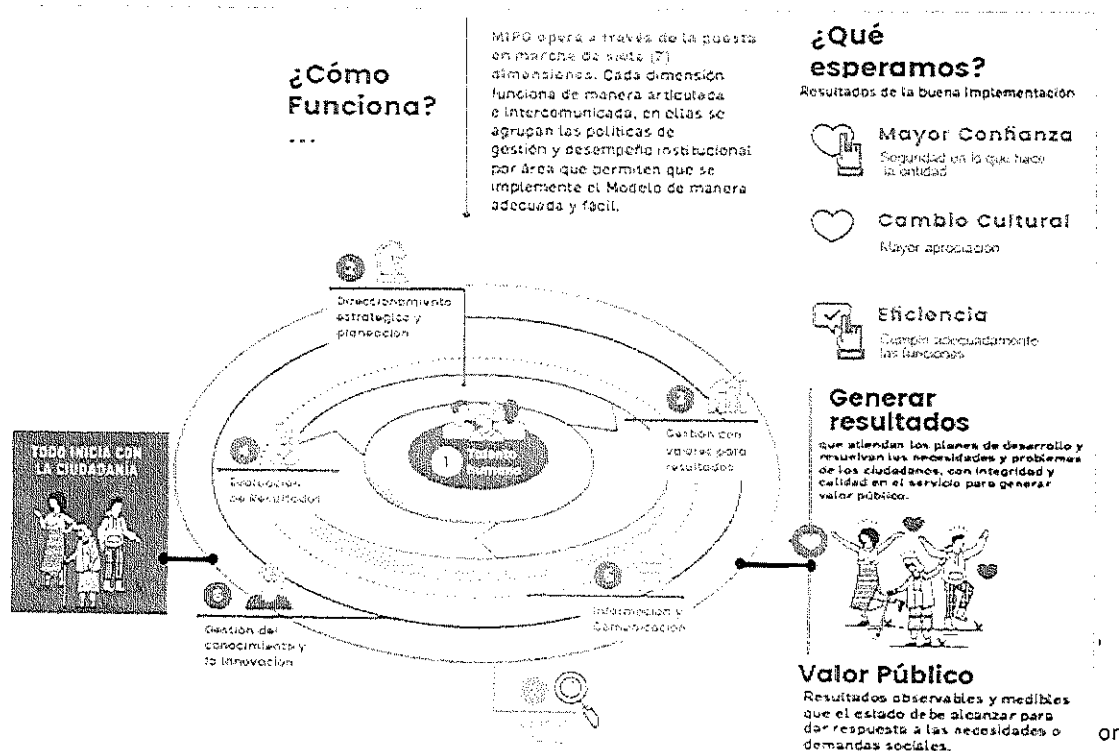 ¿Cómo
Funciona?
...
MIPG opera a través de la puesta
en marcha de siete (7)
dimensiones. Cada dimensión
funciona de manera articulada
e intercomunicada, en ellas se
agrupan las políticas de
gestión y desempeño institucional
por área que permiten que se
implemente el Modelo de manera
adecuada y fácil.
¿Qué
esperamos?
Resultados de la buena implementación
Mayor Confianza
Seguridad en lo que hace
la entidad
Cambio Cultural
Mayor apropiación
Eficiencia
Cumplir adecuadamente
las funciones
Generar
resultados
que atiendan los planes de desarrollo y
resuelvan las necesidades y problemas
de los ciudadanos, con integridad y
calidad en el servicio para generar
valor público.
Direccionamiento
estratégico y
planeación
Gestión con
valores para
resultados
1
Talento
Evaluación
de Resultados
TODO INICIA CON
LA CIUDADANÍA
Información y
Comunicación
Gestión del
conocimiento y
la innovación
Valor Público
Resultados observables y medibles
que el estado debe alcanzar para
dar respuesta a las necesidades o
demandas sociales.
or